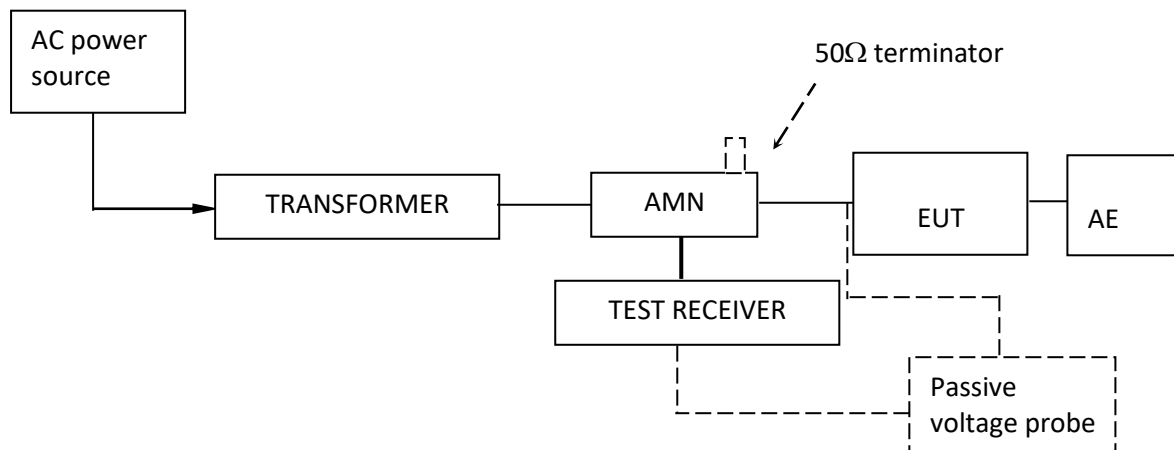 AC power
source
50Ω terminator
TRANSFORMER
AMN
EUT
AE
TEST RECEIVER
Passive
voltage probe